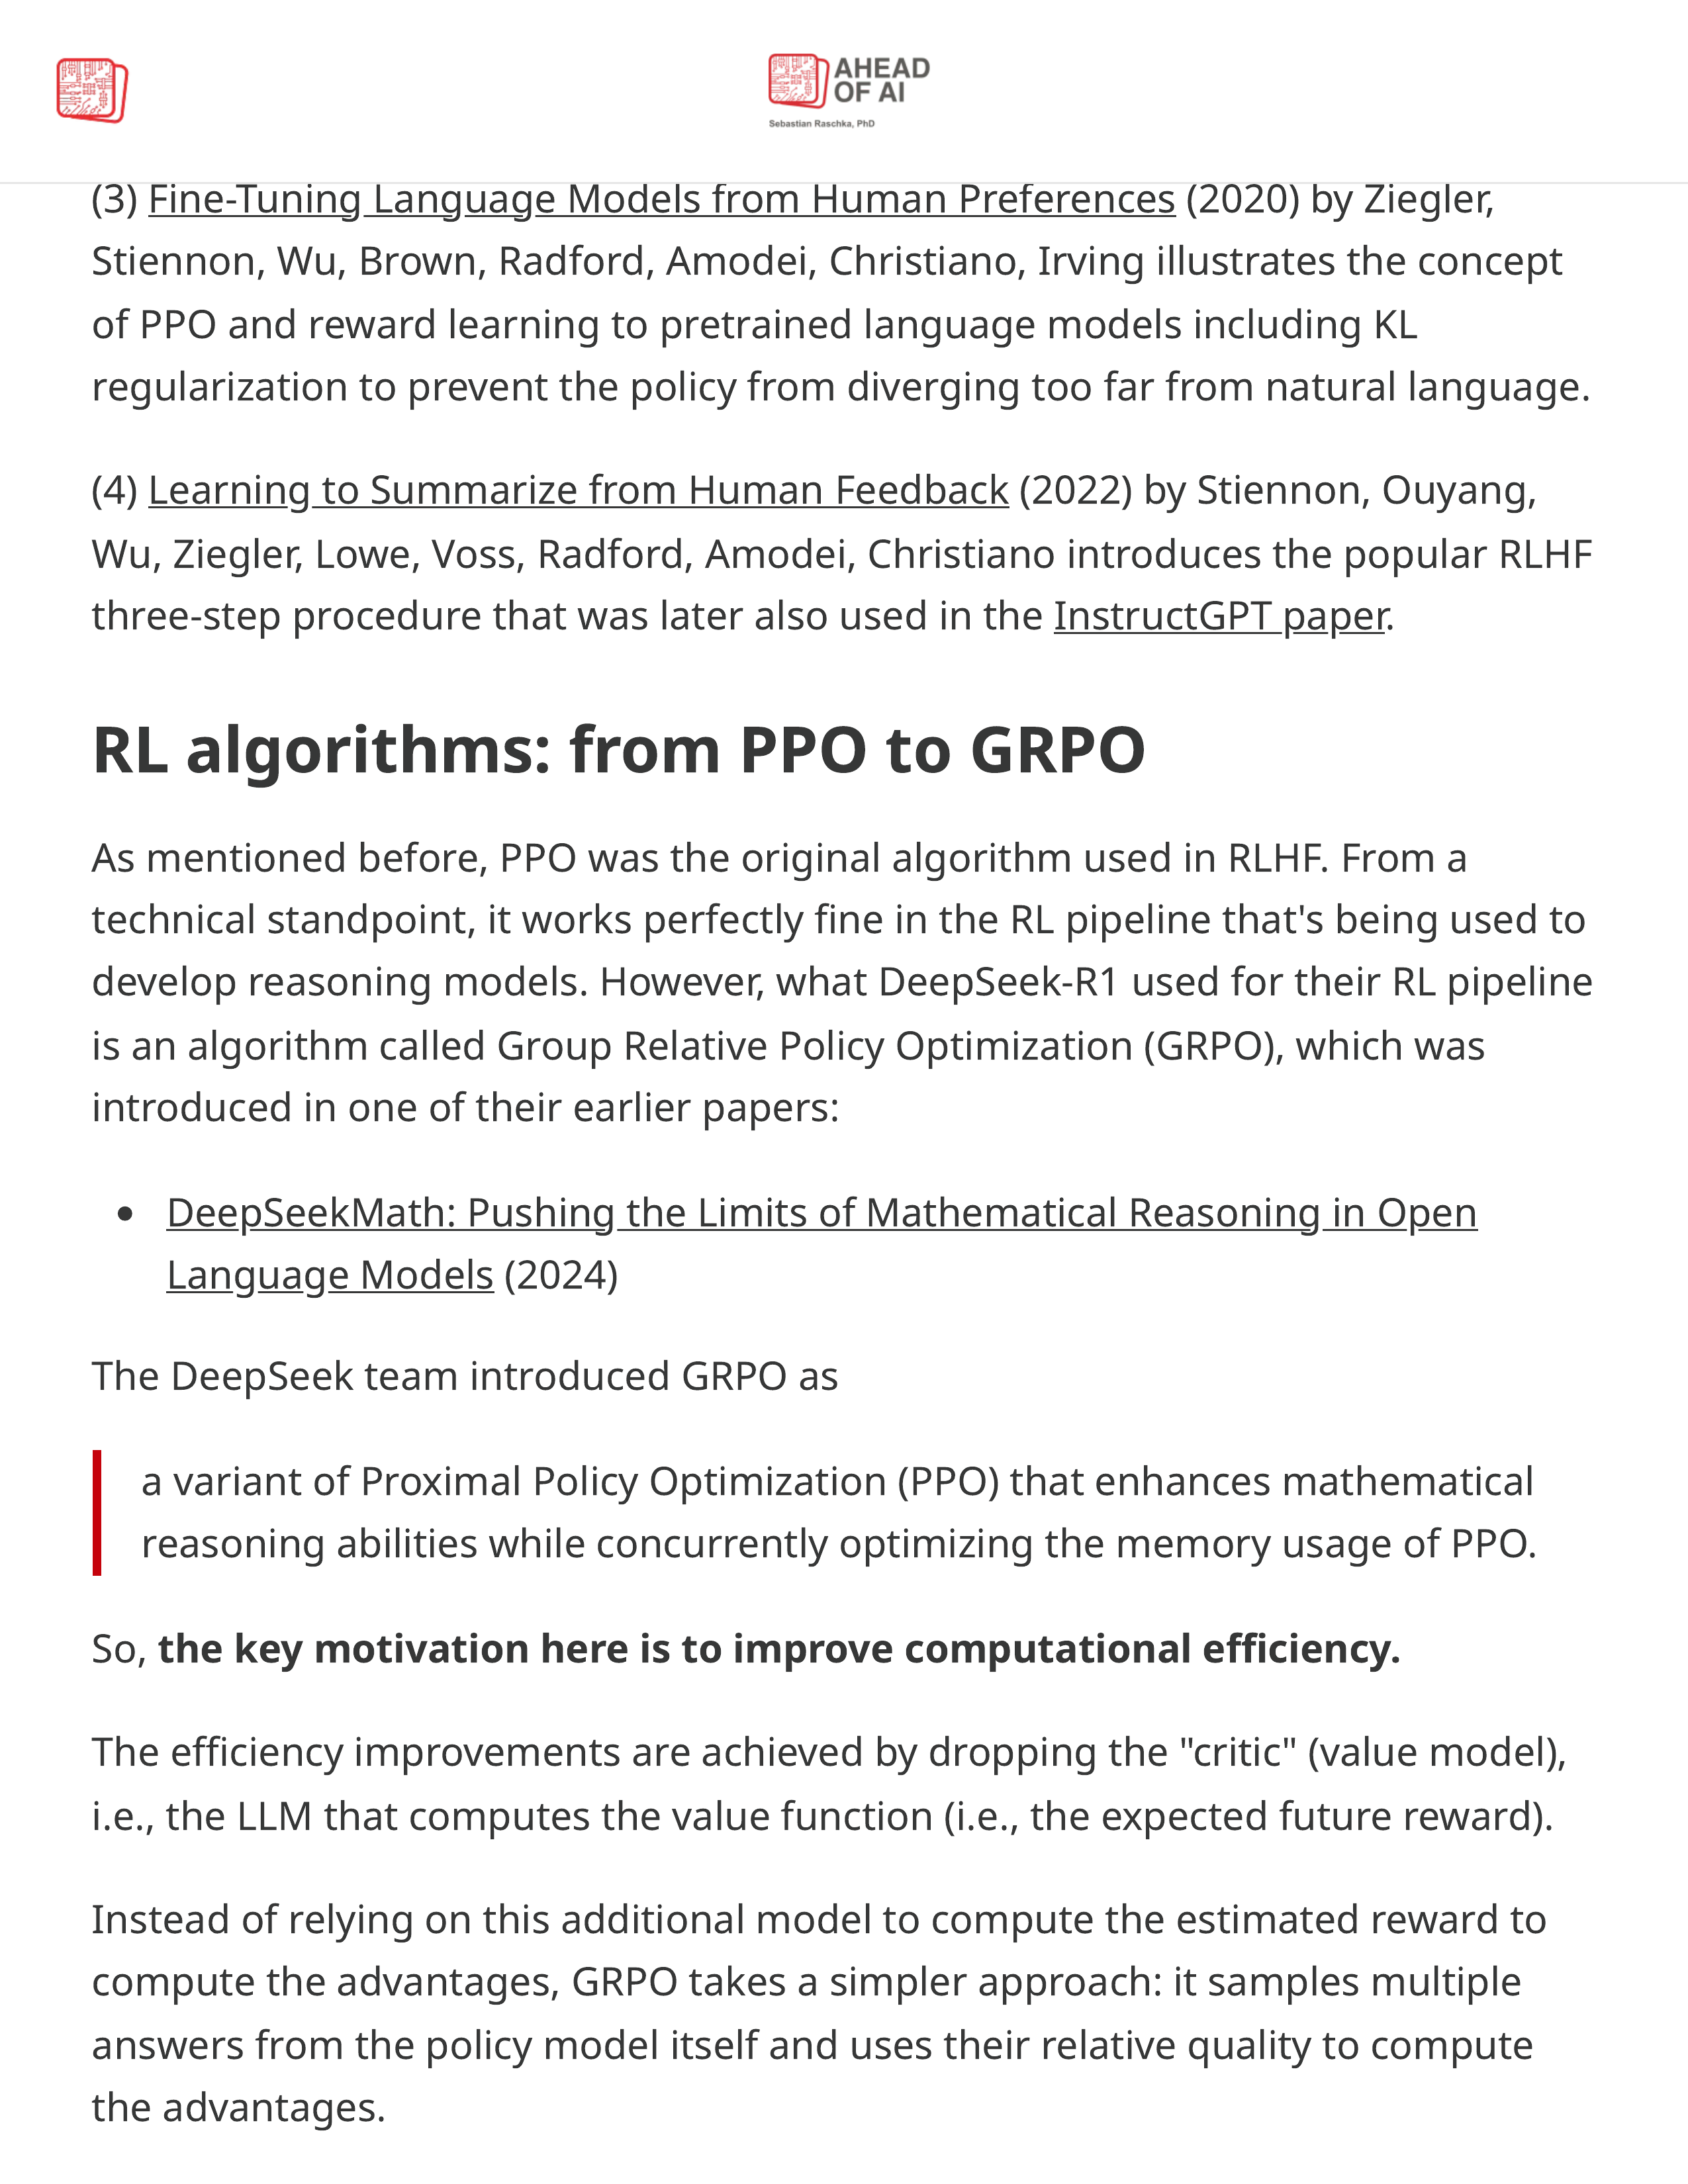 AHEAD
OF AI
Sebastian Raschka, PhD
(3) Fine-Tuning Language Models from Human Preferences (2020) by Ziegler,
Stiennon, Wu, Brown, Radford, Amodei, Christiano, Irving illustrates the concept
of PPO and reward learning to pretrained language models including KL
regularization to prevent the policy from diverging too far from natural language.
(4) Learning to Summarize from Human Feedback (2022) by Stiennon, Ouyang,
Wu, Ziegler, Lowe, Voss, Radford, Amodei, Christiano introduces the popular RLHF
three-step procedure that was later also used in the InstructGPT paper.
RL algorithms: from PPO to GRPO
As mentioned before, PPO was the original algorithm used in RLHF. From a
technical standpoint, it works perfectly fine in the RL pipeline that's being used to
develop reasoning models. However, what DeepSeek-R1 used for their RL pipeline
is an algorithm called Group Relative Policy Optimization (GRPO), which was
introduced in one of their earlier papers:
• DeepSeekMath: Pushing the Limits of Mathematical Reasoning in Open
Language Models (2024)
The DeepSeek team introduced GRPO as
a variant of Proximal Policy Optimization (PPO) that enhances mathematical
reasoning abilities while concurrently optimizing the memory usage of PPO.
So, the key motivation here is to improve computational efficiency.
The efficiency improvements are achieved by dropping the "critic" (value model),
i.e., the LLM that computes the value function (i.e., the expected future reward).
Instead of relying on this additional model to compute the estimated reward to
compute the advantages, GRPO takes a simpler approach: it samples multiple
answers from the policy model itself and uses their relative quality to compute
the advantages.